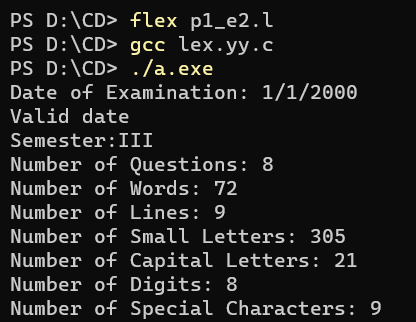 PS D:\CD> flex p1_e2.l
PS D:\CD> gcc lex.yy.c
PS D:\CD> ./a.exe
Date of Examination: 1/1/2000
Valid date
Semester:III
Number of Questions: 8
Number of Words: 72
Number of Lines: 9
Number of Small Letters: 305
Number of Capital Letters: 21
Number of Digits: 8
Number of Special Characters: 9